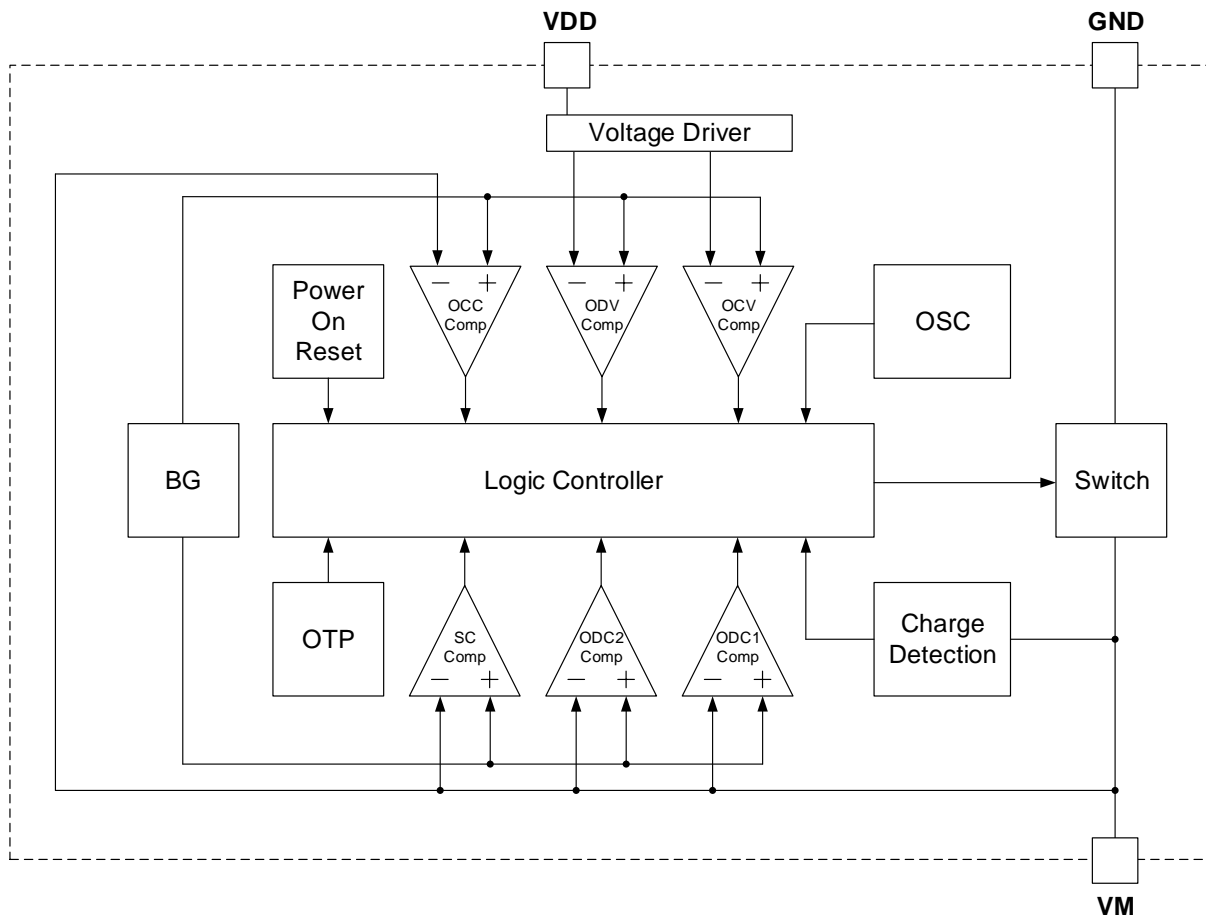 VDD
GND
Voltage Driver
Power
On
Reset
− +
OCC
Comp
− +
ODV
Comp
− +
OCV
Comp
OSC
BG
Logic Controller
Switch
OTP
SC
Comp
− +
ODC2
Comp
− +
ODC1
Comp
− +
Charge
Detection
VM